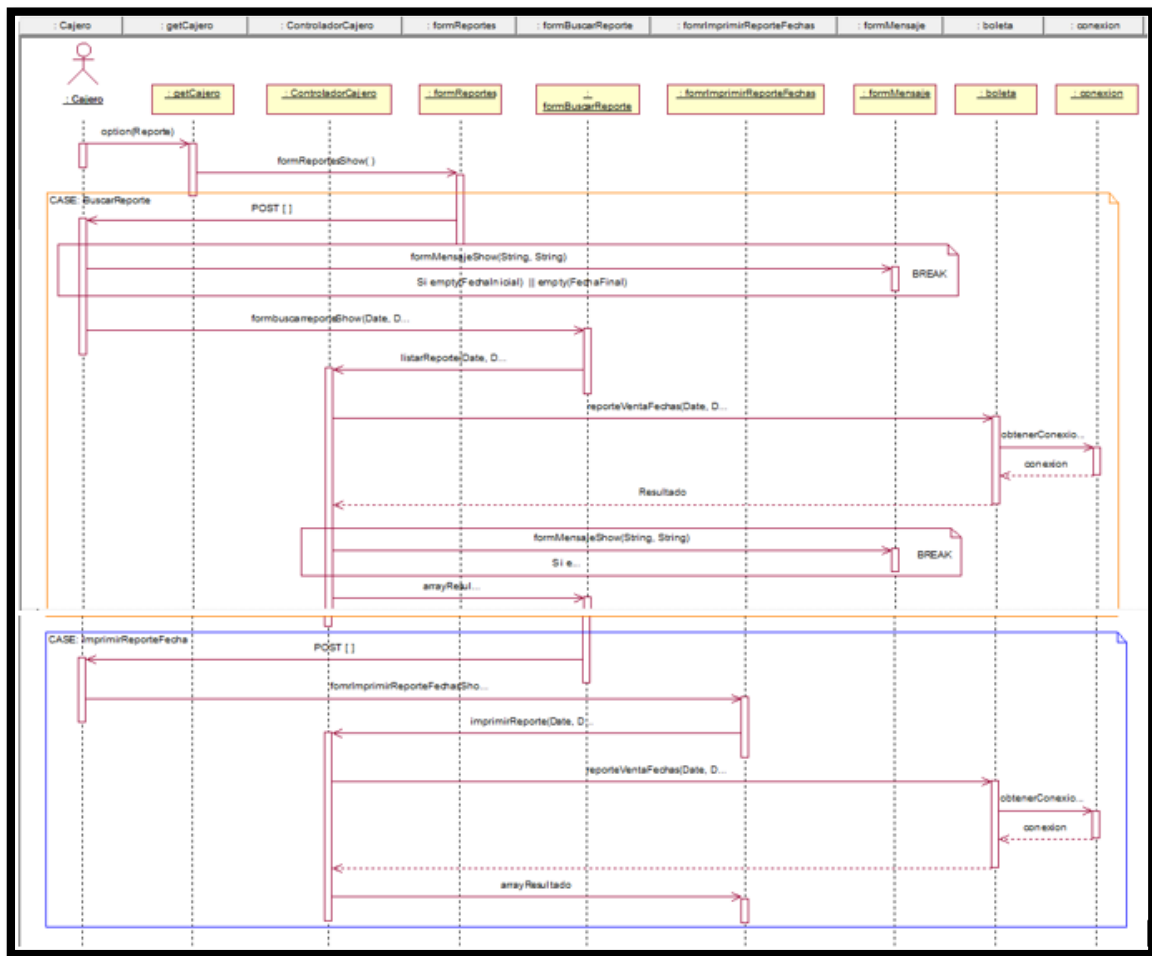 : Cajero
: getCajero
: ControladorCajero
: formReportes
: formBuscarReporte
: fomrImprimirReporteFechas
: formMensaje
: boleta
: conexion
: Cajero
: getCajero
: ControladorCajero
: formReportes
:
formBuscarReporte
: fomrImprimirReporteFechas
: formMensaje
: boleta
: conexion
option(Reporte)
formReportesShow( )
CASE: BuscarReporte
POST [ ]
formMensajeShow(String, String)
BREAK
Si empty(FechaInicial) || empty(FechaFinal)
formbuscarreporteShow(Date, D...
listarReporte(Date, D...
reporteVentaFechas(Date, D...
obtenerConexio...
conexion
Resultado
formMensajeShow(String, String)
BREAK
Si e...
arrayResul...
CASE: ImprimirReporteFecha
POST [ ]
fomrImprimirReporteFechasSho...
imprimirReporte(Date, D...
reporteVentaFechas(Date, D...
obtenerConexio...
conexion
arrayResultado